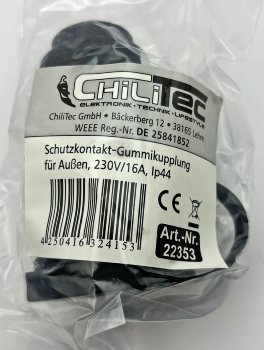 CHiLiTEC
ELEKTRONIK • TECHNIK • LIFESTYLE
ChiliTec GmbH • Bäckerberg 12 • 38165 Lehre
WEEE Reg.-Nr. DE 25841852
Schutzkontakt-Gummikupplung
für Außen, 230V/16A, Ip44
4 250416 324153
CE
Art.-Nr.
22353